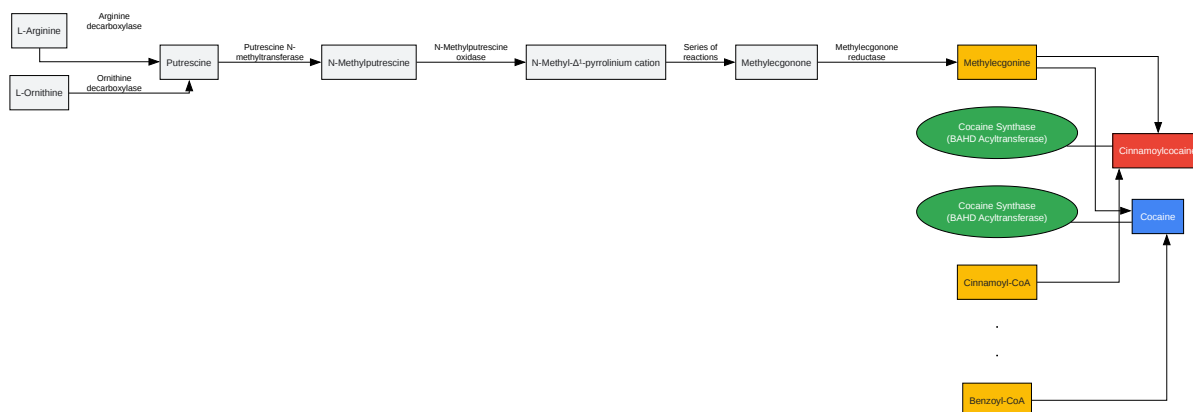 L-Arginine
Arginine
decarboxylase
L-Ornithine
Ornithine
decarboxylase
Putrescine
Putrescine N-
methyltransferase
N-Methylputrescine
N-Methylputrescine
oxidase
N-Methyl-Δ¹-pyrrolinium cation
Series of
reactions
Methylecgonone
Methylecgonone
reductase
Methylecgonine
Cocaine Synthase
(BAHD Acyltransferase)
Cinnamoylcocaine
Cocaine Synthase
(BAHD Acyltransferase)
Cocaine
Cinnamoyl-CoA
.
.
Benzoyl-CoA